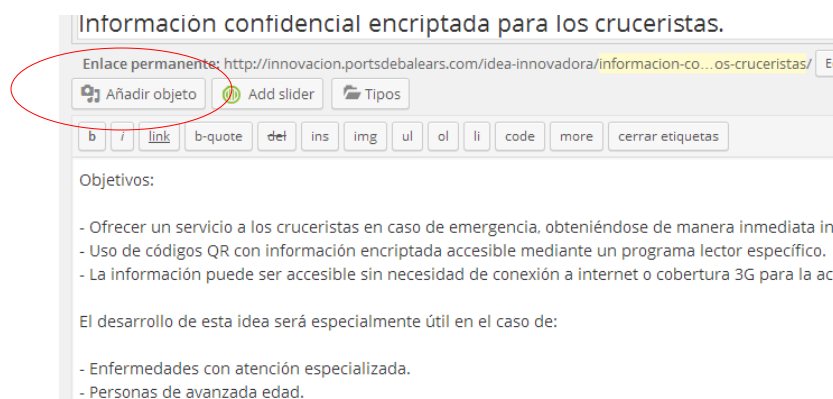 Información confidencial encriptada para los cruceristas.
Enlace permanente: http://innovacion.portsdebalears.com/idea-innovadora/informacion-co...os-cruceristas/
Añadir objeto Add slider Tipos
b i link b-quote del ins img ul ol li code more cerrar etiquetas
Objetivos:
- Ofrecer un servicio a los cruceristas en caso de emergencia, obteniéndose de manera inmediata in
- Uso de códigos QR con información encriptada accesible mediante un programa lector específico.
- La información puede ser accesible sin necesidad de conexión a internet o cobertura 3G para la ac
El desarrollo de esta idea será especialmente útil en el caso de:
- Enfermedades con atención especializada.
- Personas de avanzada edad.